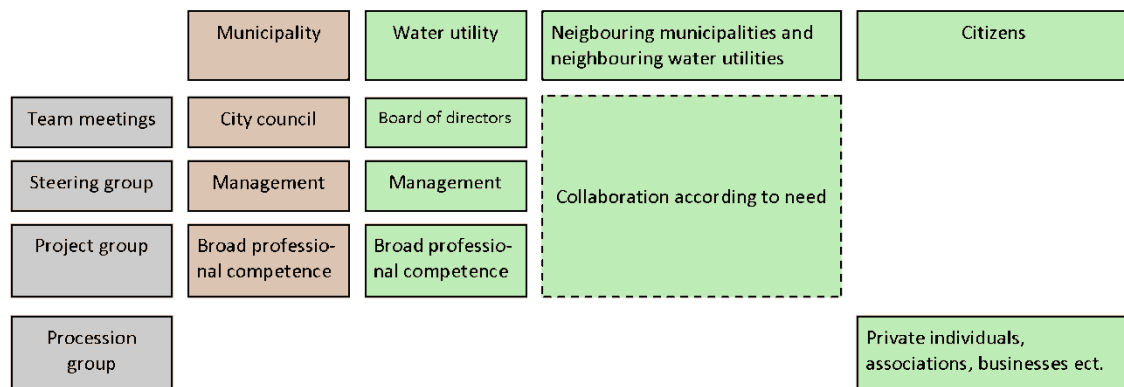 Municipality
Water utility
Neigbouring municipalities and
neighbouring water utilities
Citizens
Team meetings
City council
Board of directors
Steering group
Management
Management
Collaboration according to need
Project group
Broad professio-
nal competence
Broad professio-
nal competence
Procession
group
Private individuals,
associations, businesses ect.